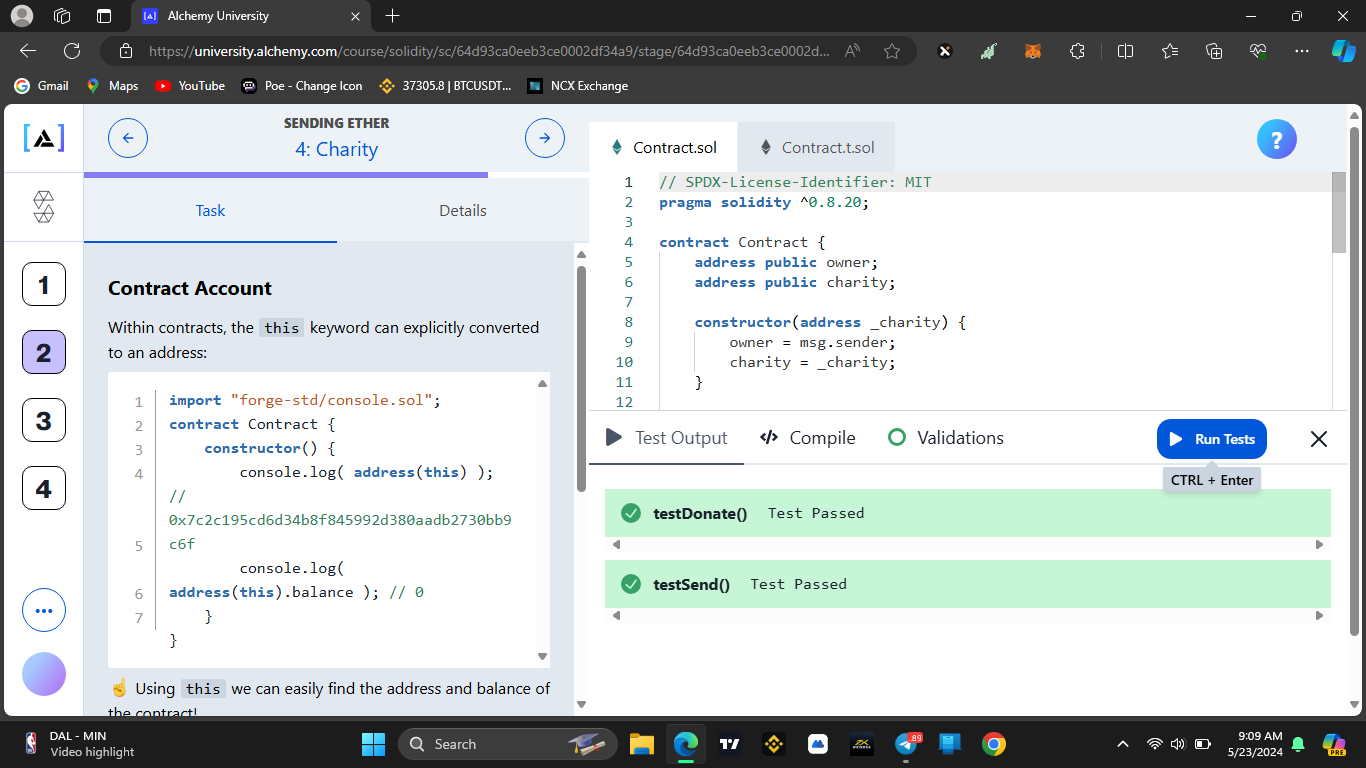 Alchemy University
https://university.alchemy.com/course/solidity/sc/64d93ca0eeb3ce0002df34a9/stage/64d93ca0eeb3ce0002d...
Gmail
Maps
YouTube
Poe - Change Icon
37305.8 | BTCUSDT...
NCX Exchange
SENDING ETHER
4: Charity
Task
Details
1
2
3
4
Contract Account
Within contracts, the this keyword can explicitly converted
to an address:
1 import "forge-std/console.sol";
2 contract Contract {
3 constructor() {
4 console.log( address(this) );
//
0x7c2c195cd6d34b8f845992d380aadb2730bb9
5 c6f
console.log(
6 address(this).balance ); // 0
7 }
}
☝ Using this we can easily find the address and balance of
the contract!
Contract.sol
Contract.t.sol
?
1 // SPDX-License-Identifier: MIT
2 pragma solidity ^0.8.20;
3
4 contract Contract {
5 address public owner;
6 address public charity;
7
8 constructor(address _charity) {
9 owner = msg.sender;
10 charity = _charity;
11 }
12
Test Output
Compile
Validations
Run Tests
CTRL + Enter
testDonate() Test Passed
testSend() Test Passed
DAL - MIN
Video highlight
Search
89
9:09 AM
5/23/2024
PRE